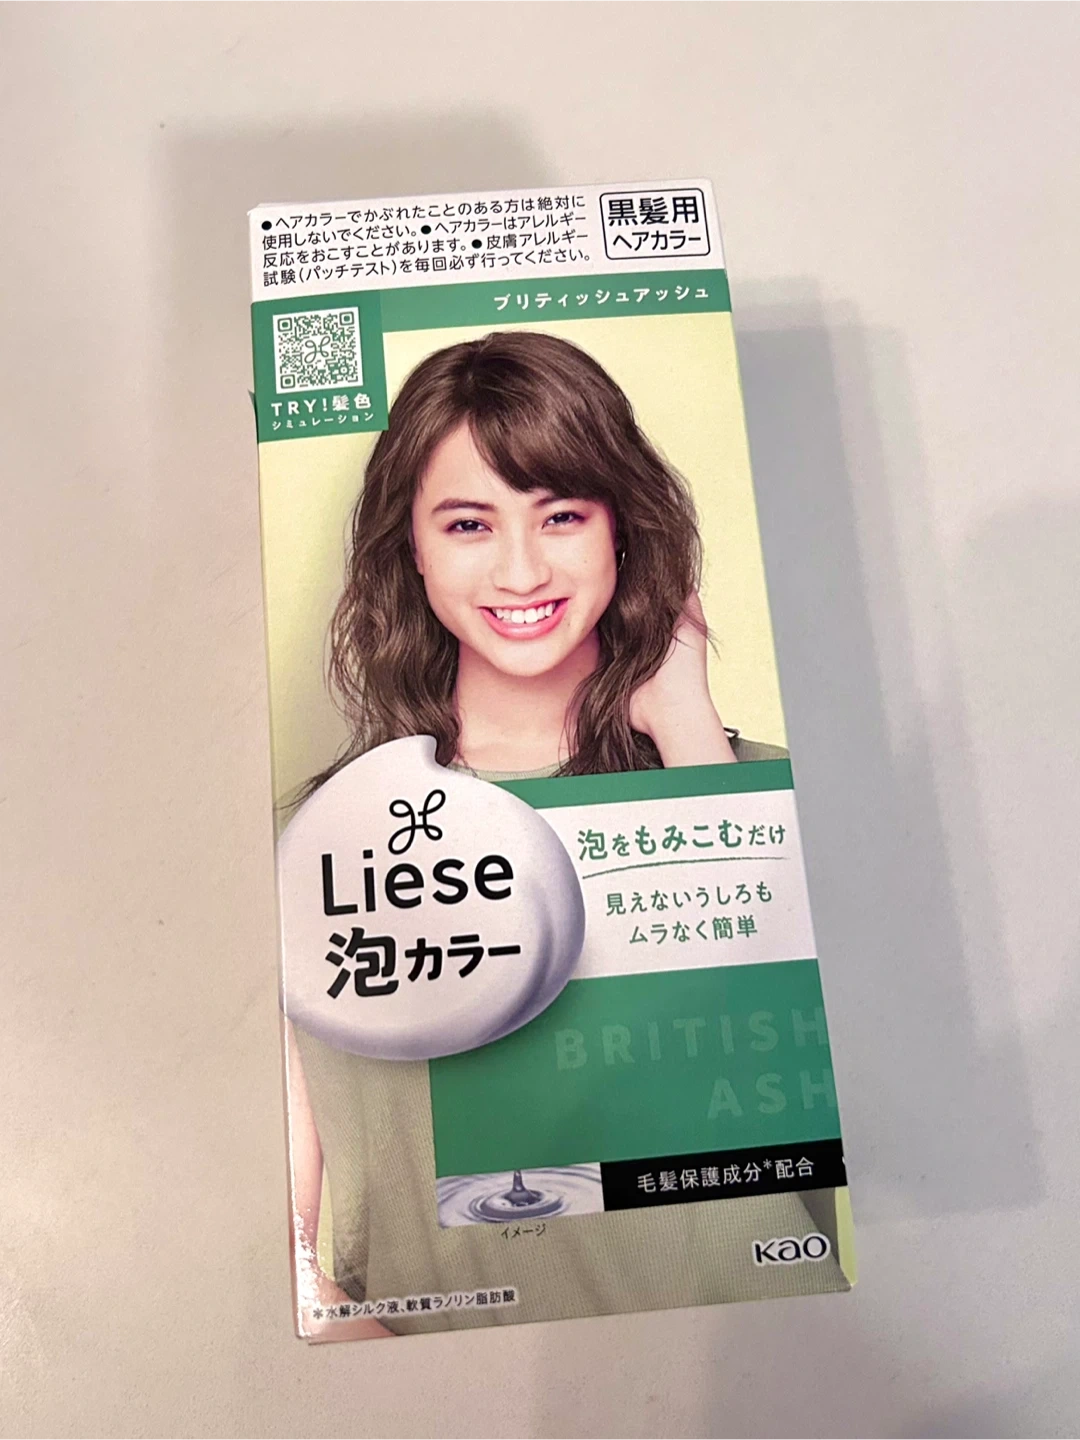 ●ヘアカラーでかぶれたことのある方は絶対に
使用しないでください。●ヘアカラーはアレルギー
反応をおこすことがあります。●皮膚アレルギー
試験(パッチテスト)を毎回必ず行ってください。
黒髪用
ヘアカラー
ブリティッシュアッシュ
TRY!髪色
シミュレーション
Liese
泡カラー
泡をもみこむだけ
見えないうしろも
ムラなく簡単
BRITISH
ASH
毛髪保護成分*配合
イメージ
Kao
*水解シルク液、軟質ラノリン脂肪酸